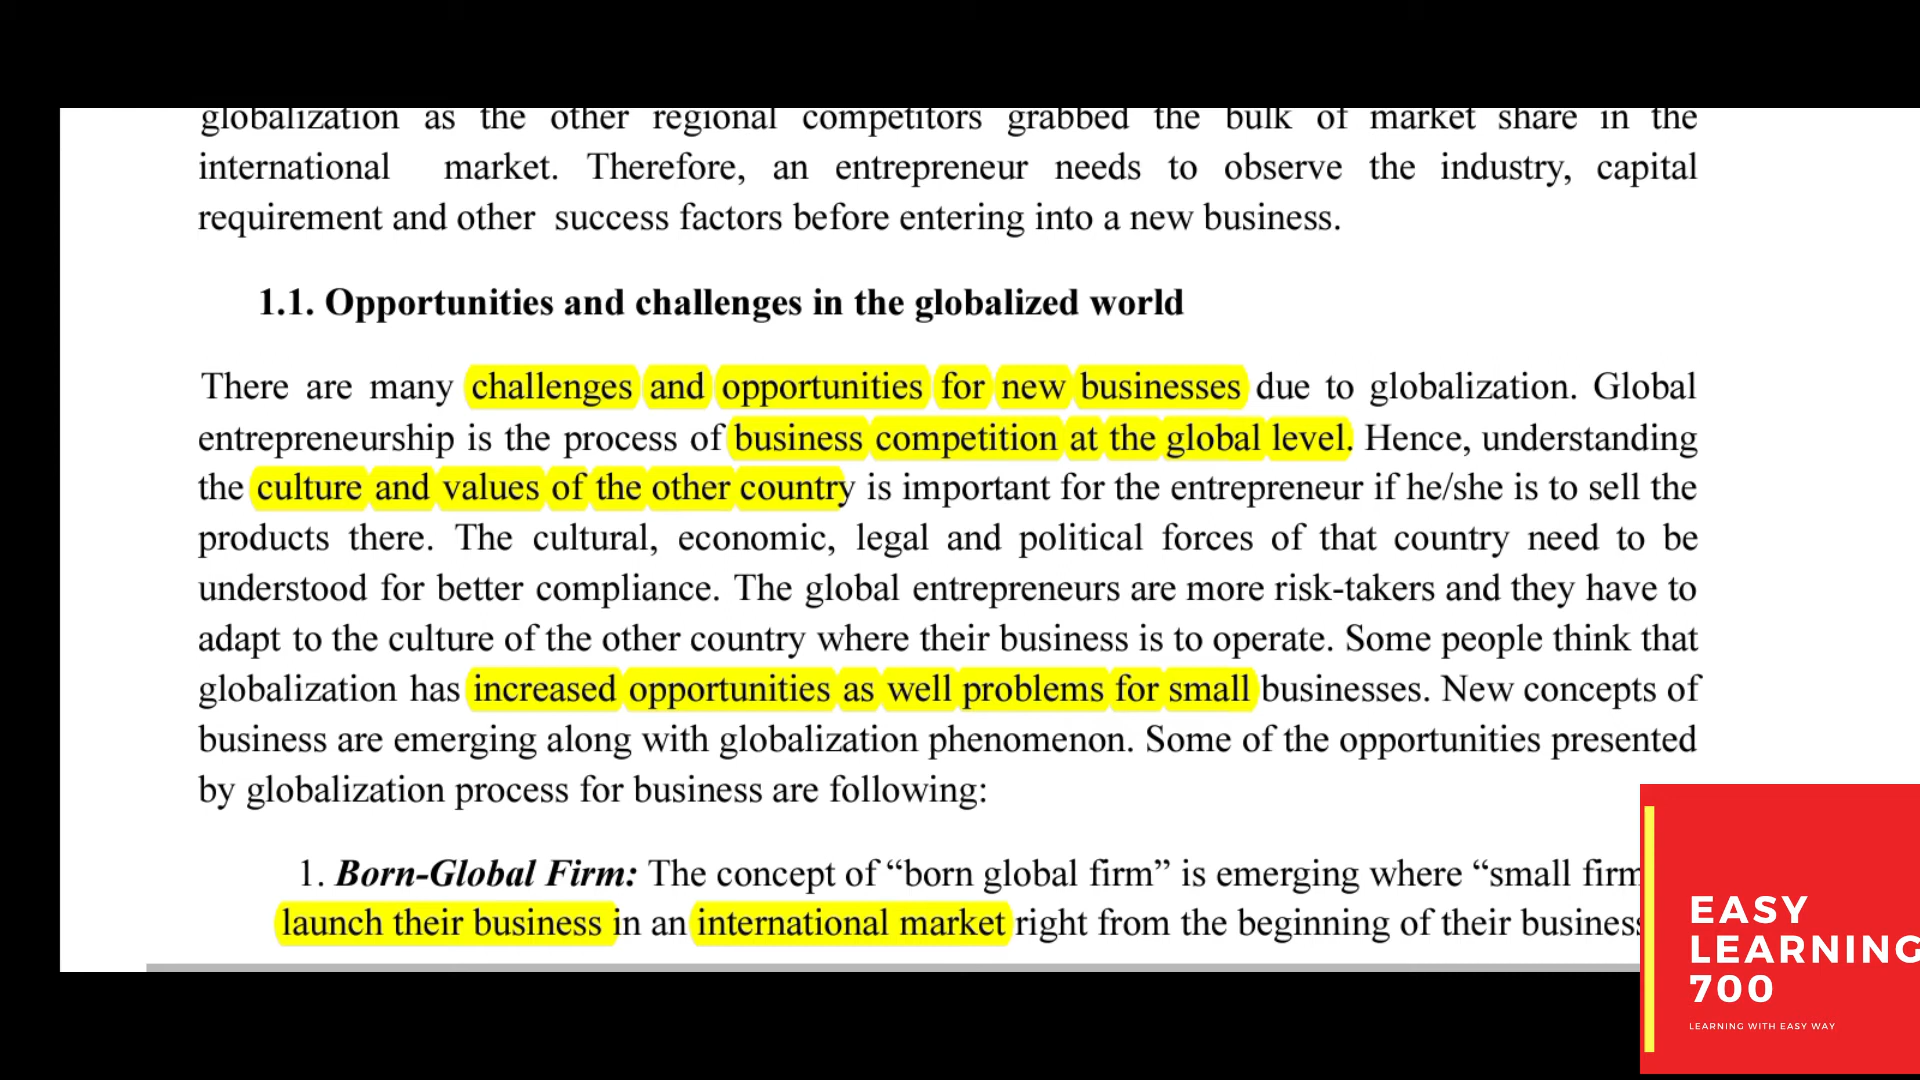 globalization as the other regional competitors grabbed the bulk of market share in the
international market. Therefore, an entrepreneur needs to observe the industry, capital
requirement and other success factors before entering into a new business.
1.1. Opportunities and challenges in the globalized world
There are many challenges and opportunities for new businesses due to globalization. Global
entrepreneurship is the process of business competition at the global level. Hence, understanding
the culture and values of the other country is important for the entrepreneur if he/she is to sell the
products there. The cultural, economic, legal and political forces of that country need to be
understood for better compliance. The global entrepreneurs are more risk-takers and they have to
adapt to the culture of the other country where their business is to operate. Some people think that
globalization has increased opportunities as well problems for small businesses. New concepts of
business are emerging along with globalization phenomenon. Some of the opportunities presented
by globalization process for business are following:
1. Born-Global Firm: The concept of “born global firm” is emerging where “small firm
launch their business in an international market right from the beginning of their business
EASY
LEARNING
700
LEARNING WITH EASY WAY